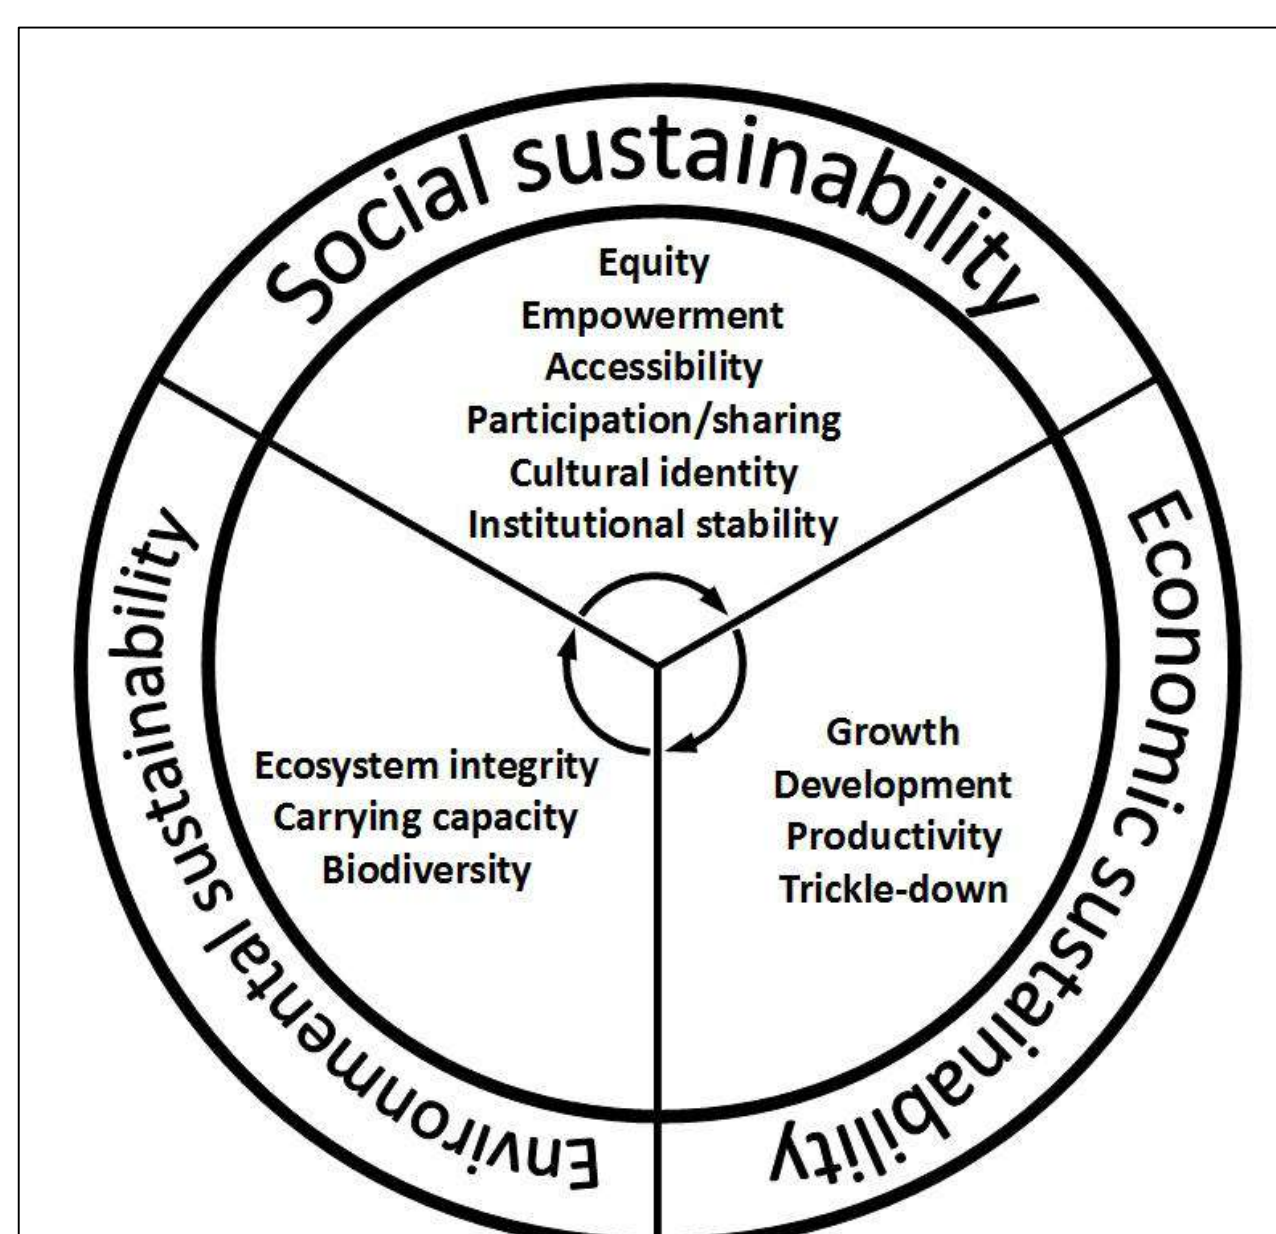 Social sustainability
Equity
Empowerment
Accessibility
Participation/sharing
Cultural identity
Institutional stability
Economic sustainability
Growth
Development
Productivity
Trickle-down
Environmental sustainability
Ecosystem integrity
Carrying capacity
Biodiversity